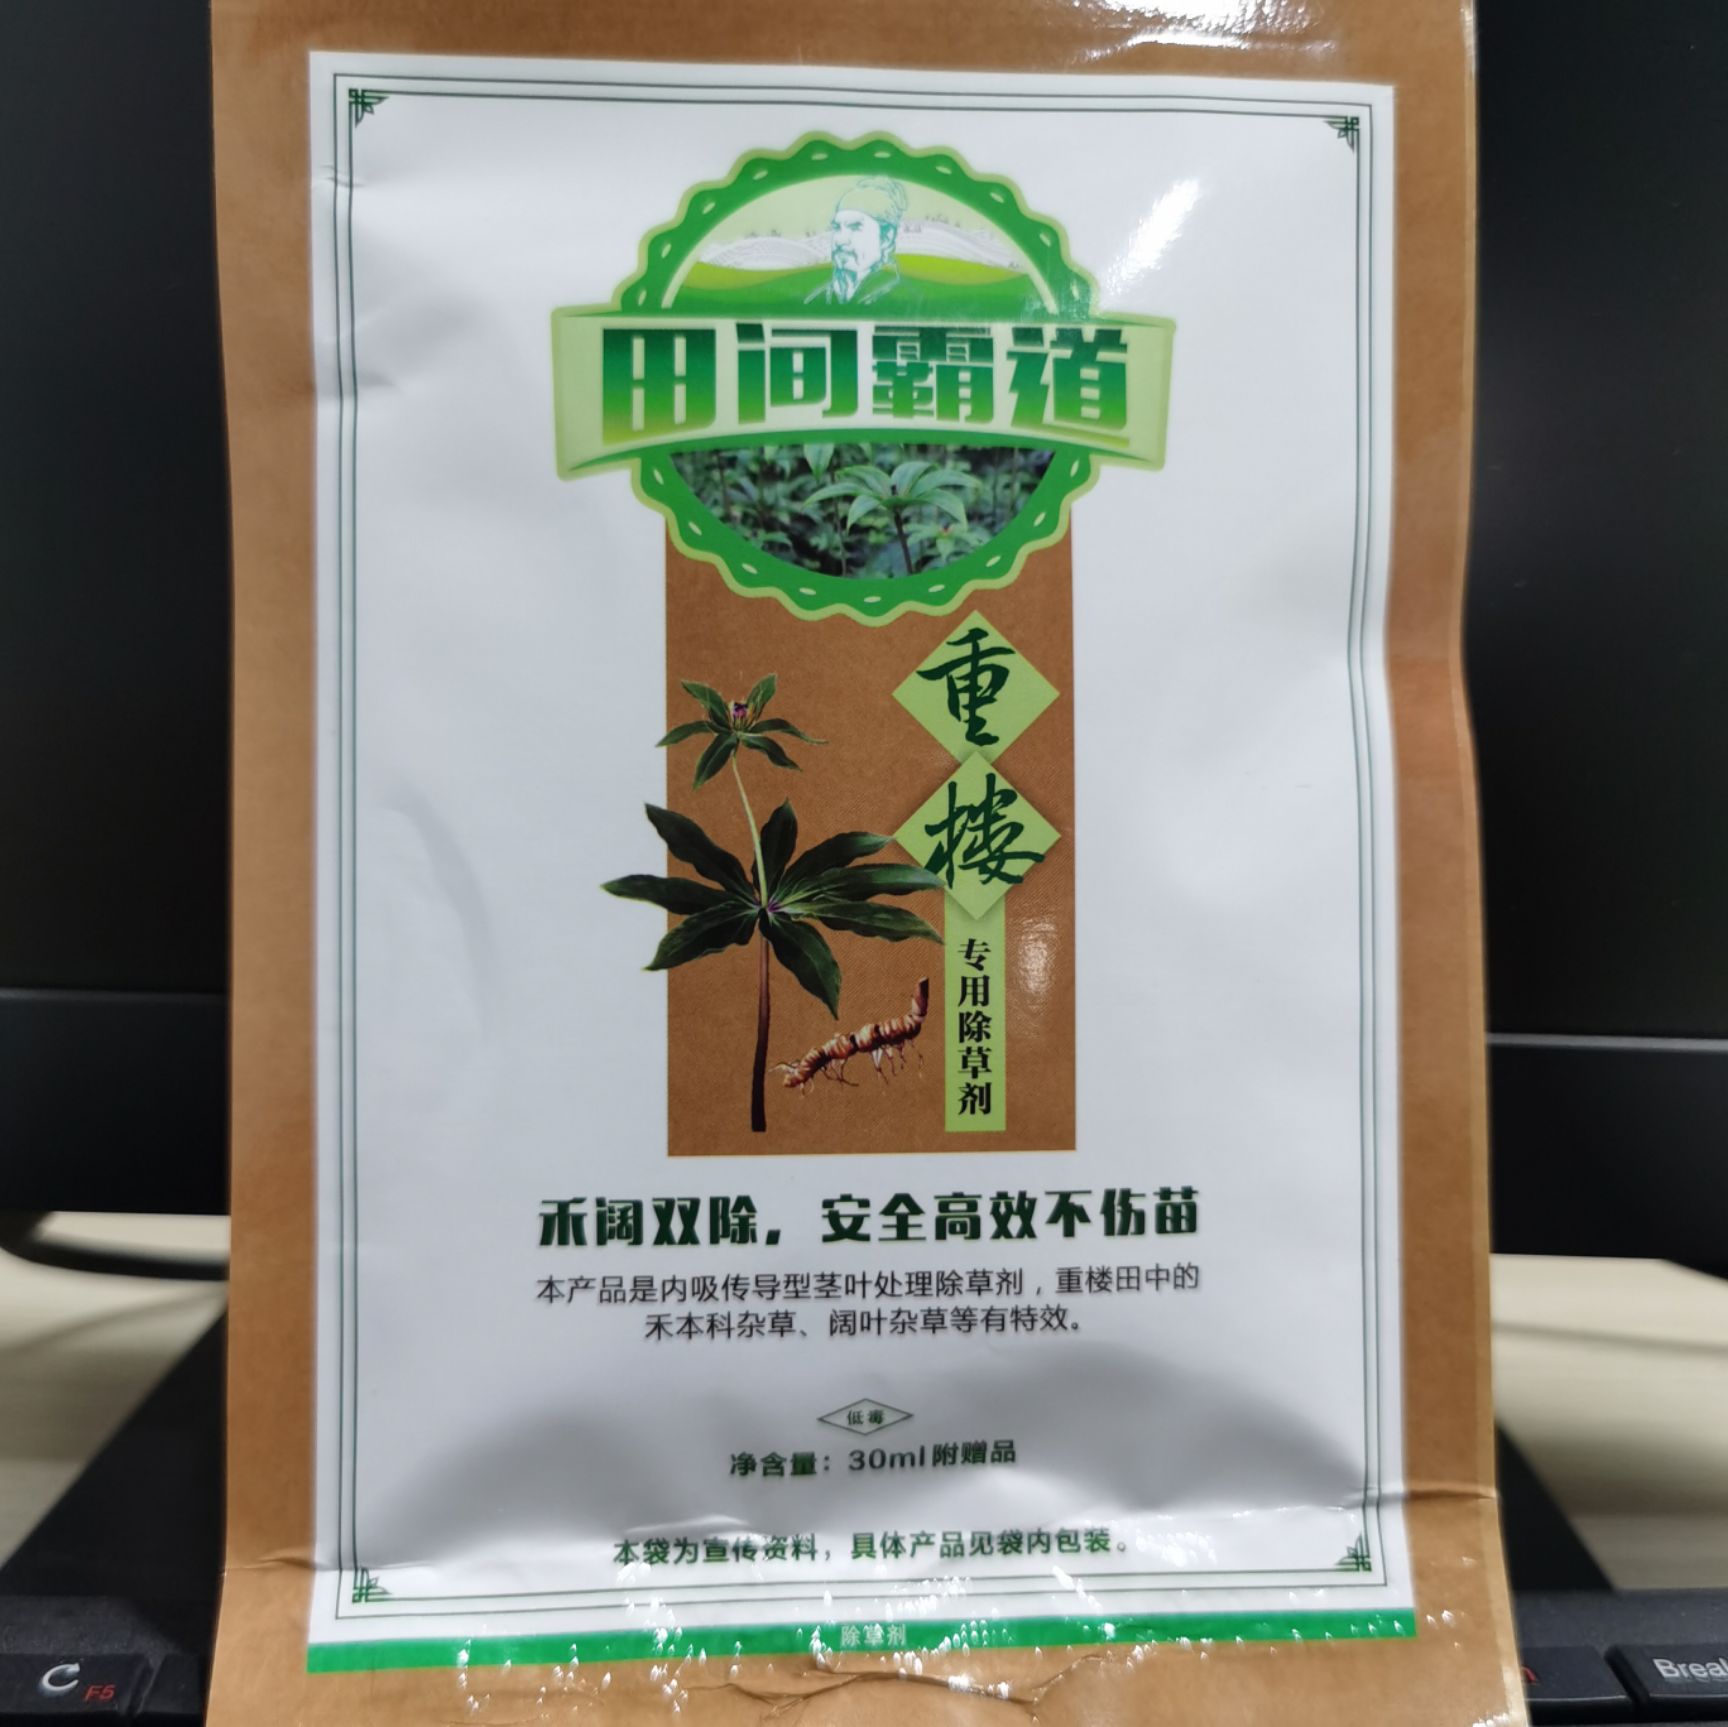 田间霸道
重楼
专用除草剂
禾阔双除，安全高效不伤苗
本产品是内吸传导型茎叶处理除草剂，重楼田中的
禾本科杂草、阔叶杂草等有特效。
低毒
净含量：30ml附赠品
本袋为宣传资料，具体产品见袋内包装。
除草剂
C F5